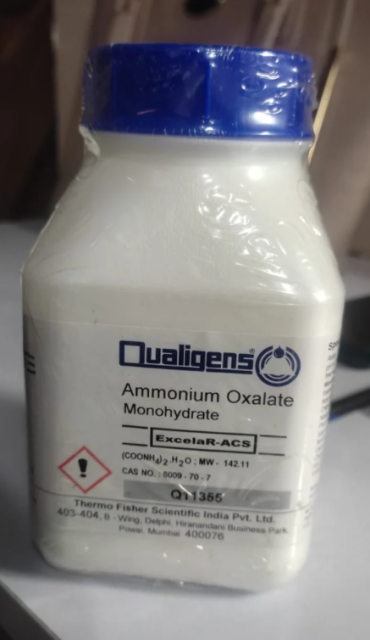 Qualigens®
Ammonium Oxalate
Monohydrate
ExcelaR-ACS
(COONH4)2.H2O ; MW - 142.11
CAS NO. : 6009 - 70 - 7
Q11355
Thermo Fisher Scientific India Pvt. Ltd.
403-404, B - Wing, Delphi, Hiranandani Business Park
Powai, Mumbai 400076